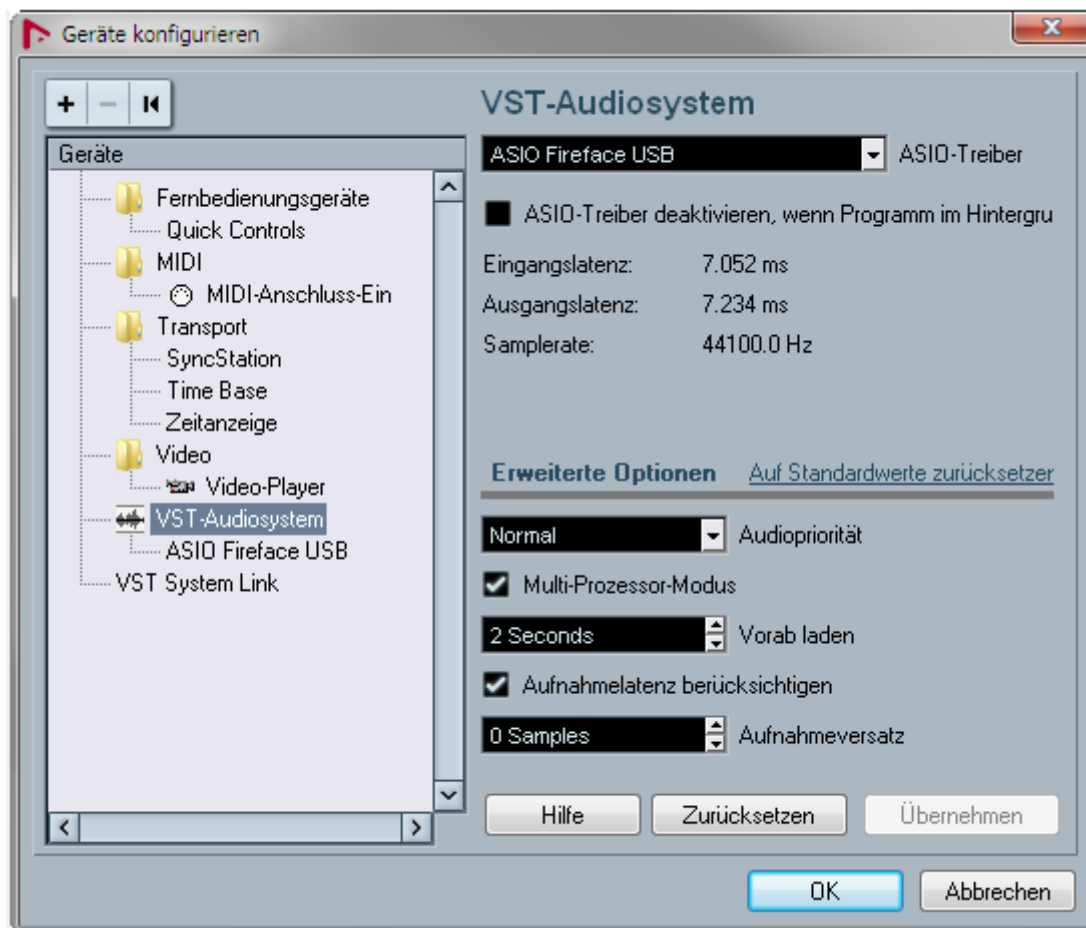 Geräte konfigurieren
Geräte
Fernbedienungsgeräte
Quick Controls
MIDI
MIDI-Anschluss-Ein
Transport
SyncStation
Time Base
Zeitanzeige
Video
Video-Player
VST-Audiosystem
ASIO Fireface USB
VST System Link
VST-Audiosystem
ASIO Fireface USB ASIO-Treiber
ASIO-Treiber deaktivieren, wenn Programm im Hintergru
Eingangslatenz: 7.052 ms
Ausgangslatenz: 7.234 ms
Samplerate: 44100.0 Hz
Erweiterte Optionen Auf Standardwerte zurücksetzer
Normal Audiopriorität
Multi-Prozessor-Modus
2 Seconds Vorab laden
Aufnahmelatenz berücksichtigen
0 Samples Aufnahmeversatz
Hilfe Zurücksetzen Übernehmen
OK Abbrechen